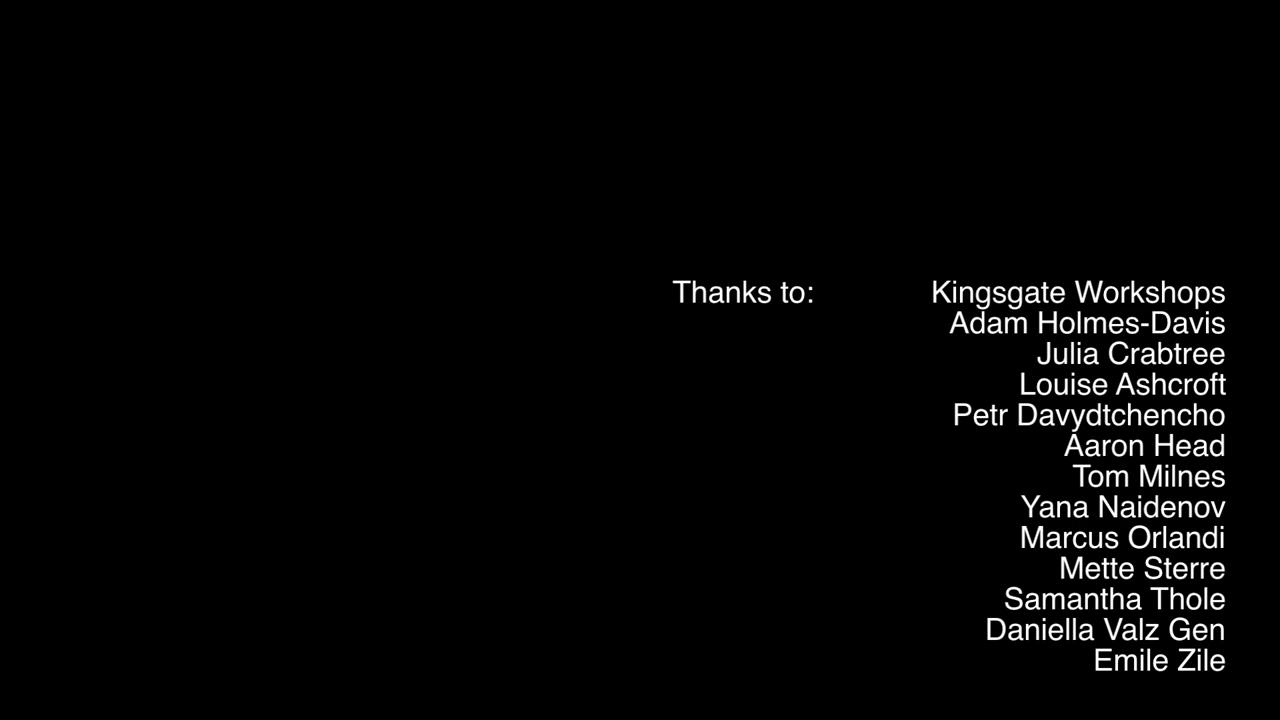 Thanks to: Kingsgate Workshops
Adam Holmes-Davis
Julia Crabtree
Louise Ashcroft
Petr Davydtchencho
Aaron Head
Tom Milnes
Yana Naidenov
Marcus Orlandi
Mette Sterre
Samantha Thole
Daniella Valz Gen
Emile Zile